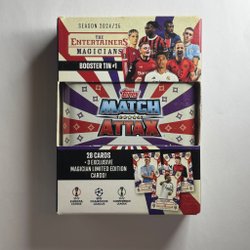 SEASON 2024/25
THE
ENTERTAINERS
MAGICIANS
BOOSTER TIN #1
MATCH
ATTAX
28 CARDS
+ 3 EXCLUSIVE
MAGICIAN LIMITED EDITION
CARDS!